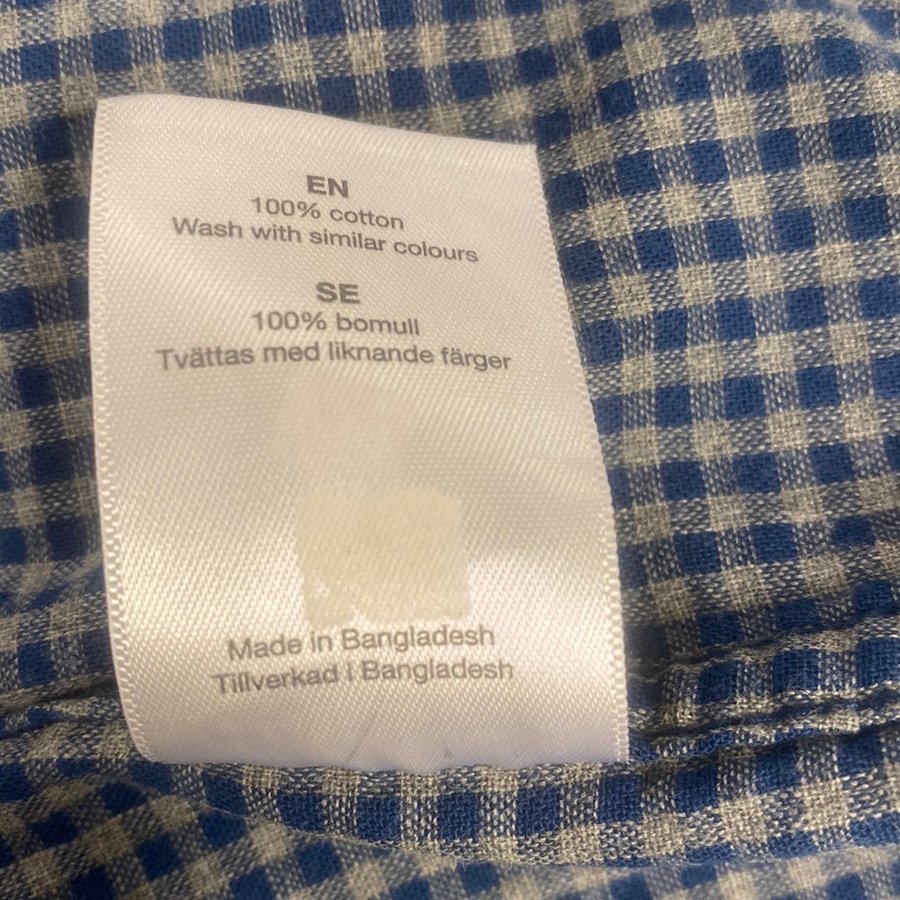 EN
100% cotton
Wash with similar colours
SE
100% bomull
Tvättas med liknande färger
Made in Bangladesh
Tillverkad i Bangladesh